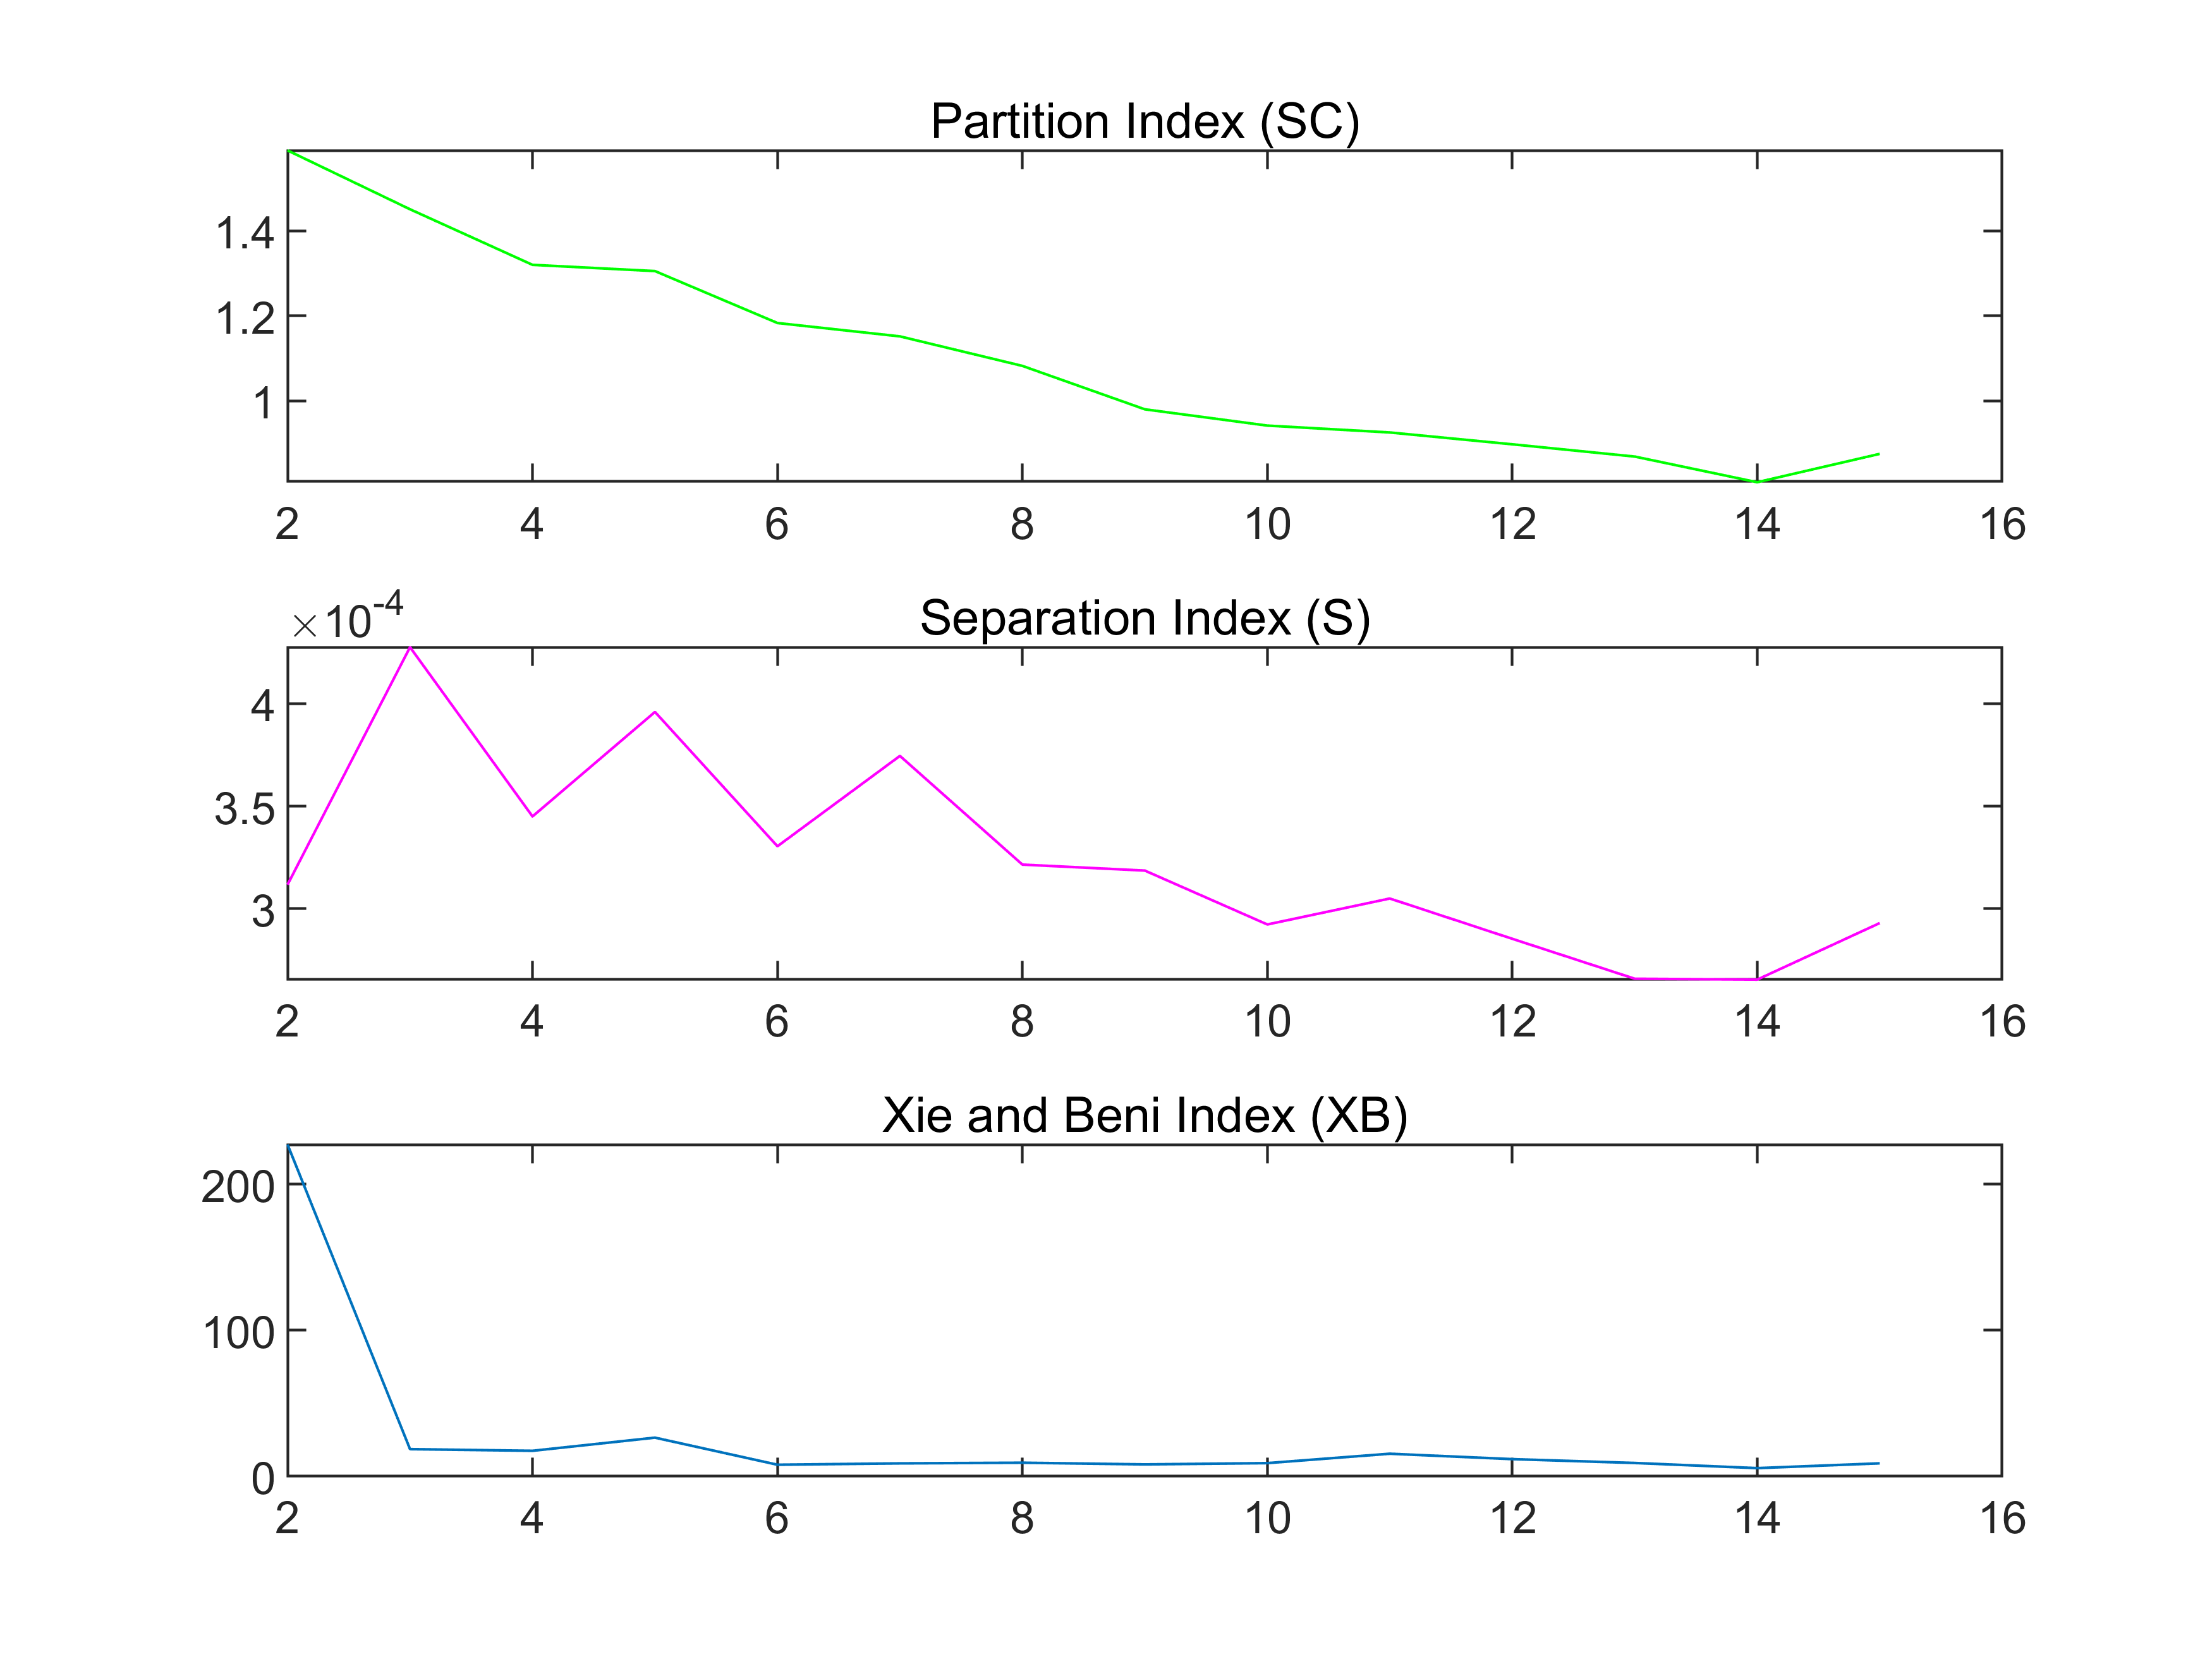 Partition Index (SC)
1.4
1.2
1
2 4 6 8 10 12 14 16
×10-4
Separation Index (S)
4
3.5
3
2 4 6 8 10 12 14 16
Xie and Beni Index (XB)
200
100
0
2 4 6 8 10 12 14 16